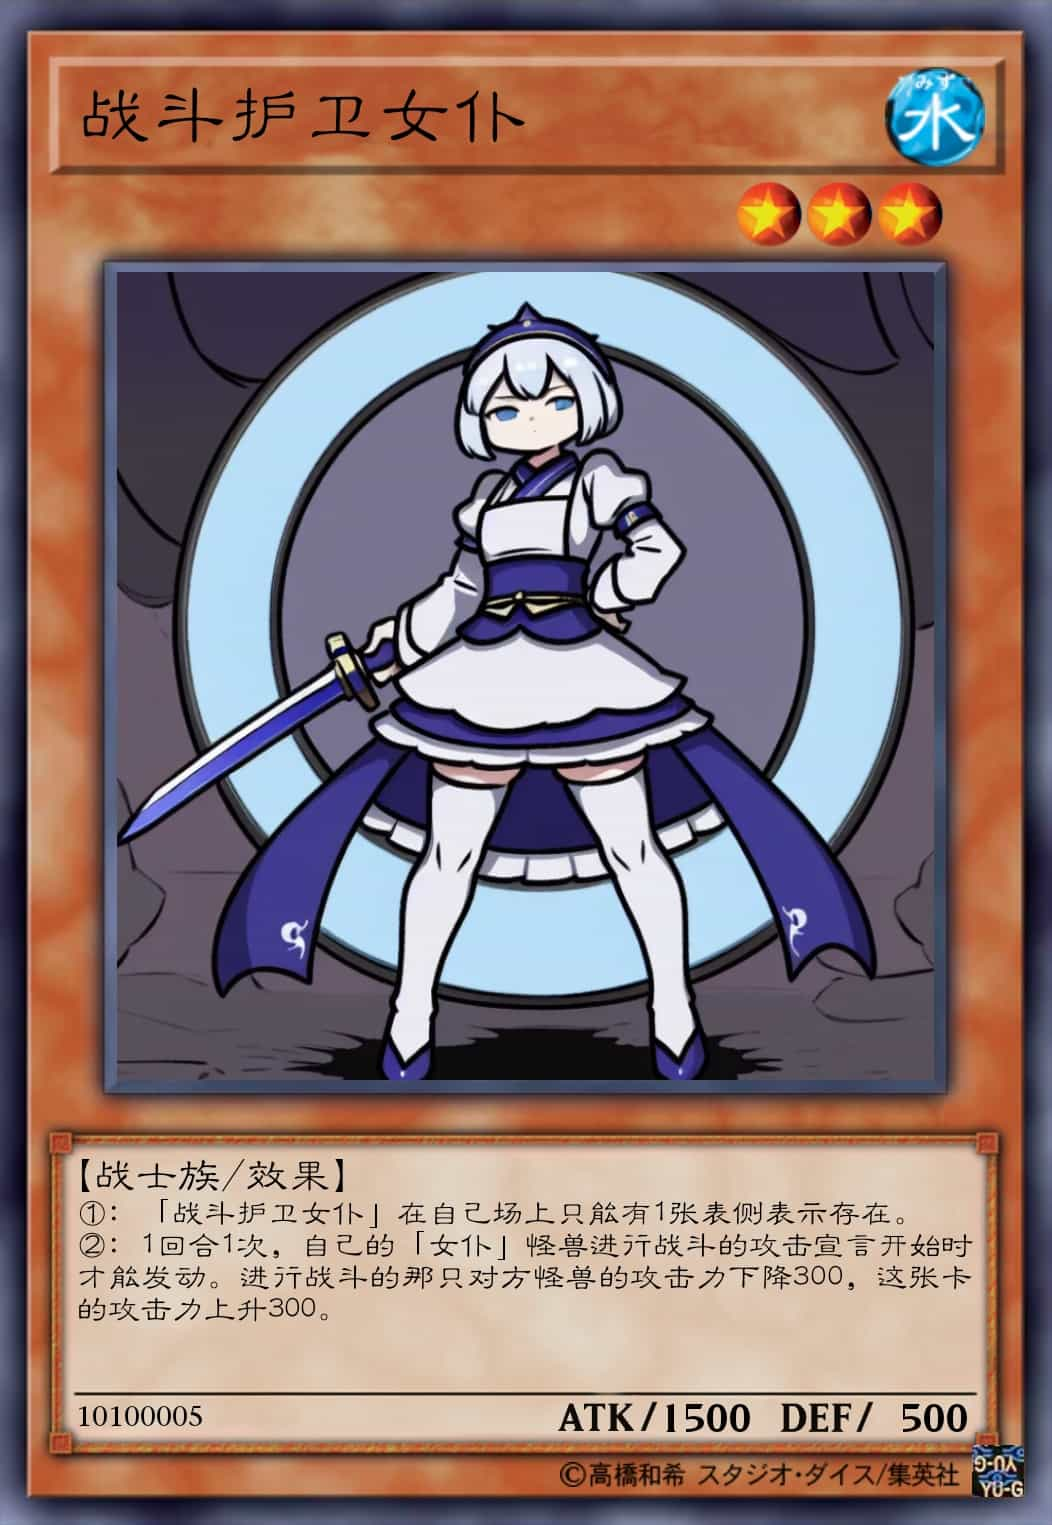 战斗护卫女仆
みず
水
【战士族/效果】
①：「战斗护卫女仆」在自己场上只能有1张表侧表示存在。
②：1回合1次，自己的「女仆」怪兽进行战斗的攻击宣言开始时
才能发动。进行战斗的那只对方怪兽的攻击力下降300，这张卡
的攻击力上升300。
10100005 ATK/1500 DEF/ 500
©高橋和希 スタジオ・ダイス/集英社
YU-G
YU-G